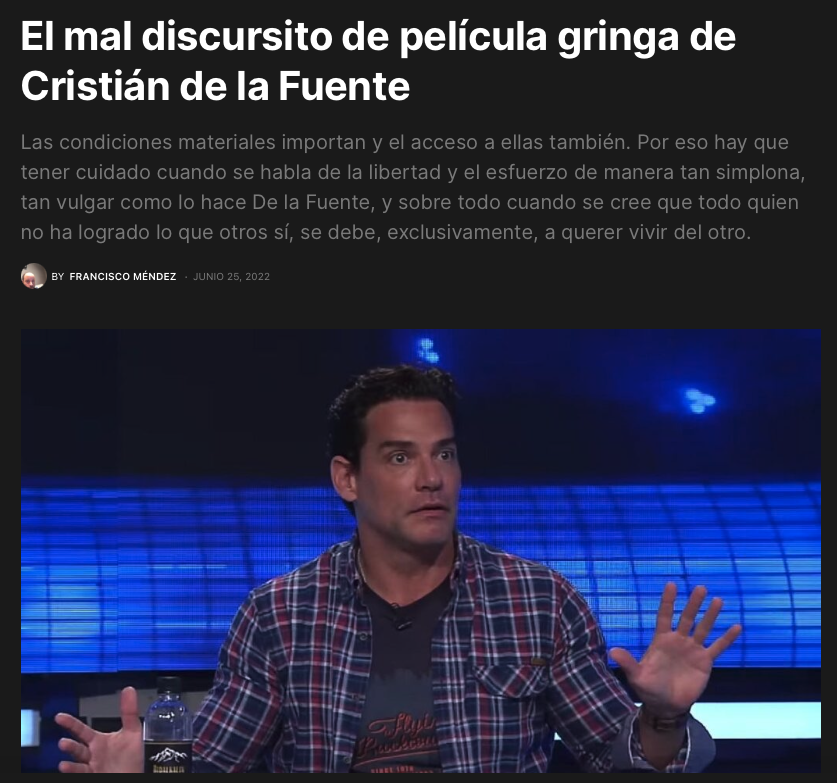 El mal discursito de película gringa de
Cristián de la Fuente
Las condiciones materiales importan y el acceso a ellas también. Por eso hay que
tener cuidado cuando se habla de la libertad y el esfuerzo de manera tan simplona,
tan vulgar como lo hace De la Fuente, y sobre todo cuando se cree que todo quien
no ha logrado lo que otros sí, se debe, exclusivamente, a querer vivir del otro.
BY FRANCISCO MÉNDEZ · JUNIO 25, 2022